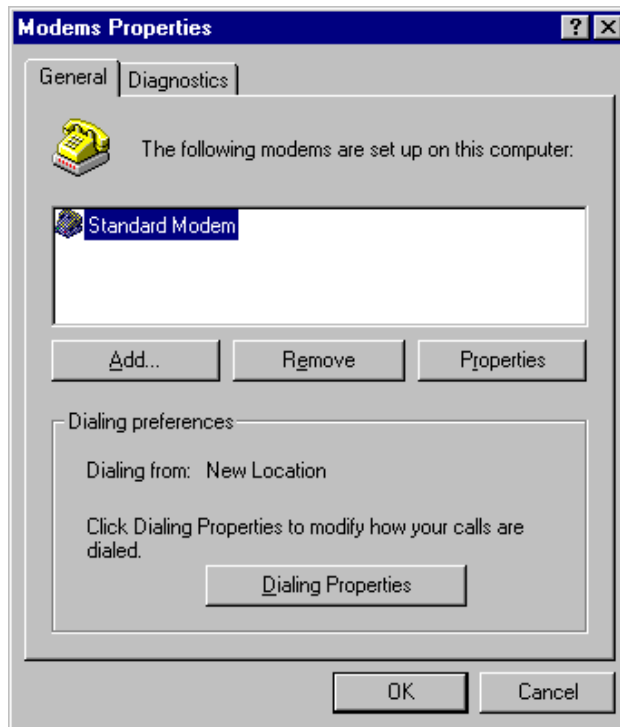 Modems Properties
General
Diagnostics
The following modems are set up on this computer:
Standard Modem
Add...
Remove
Properties
Dialing preferences
Dialing from: New Location
Click Dialing Properties to modify how your calls are
dialed.
Dialing Properties
OK
Cancel